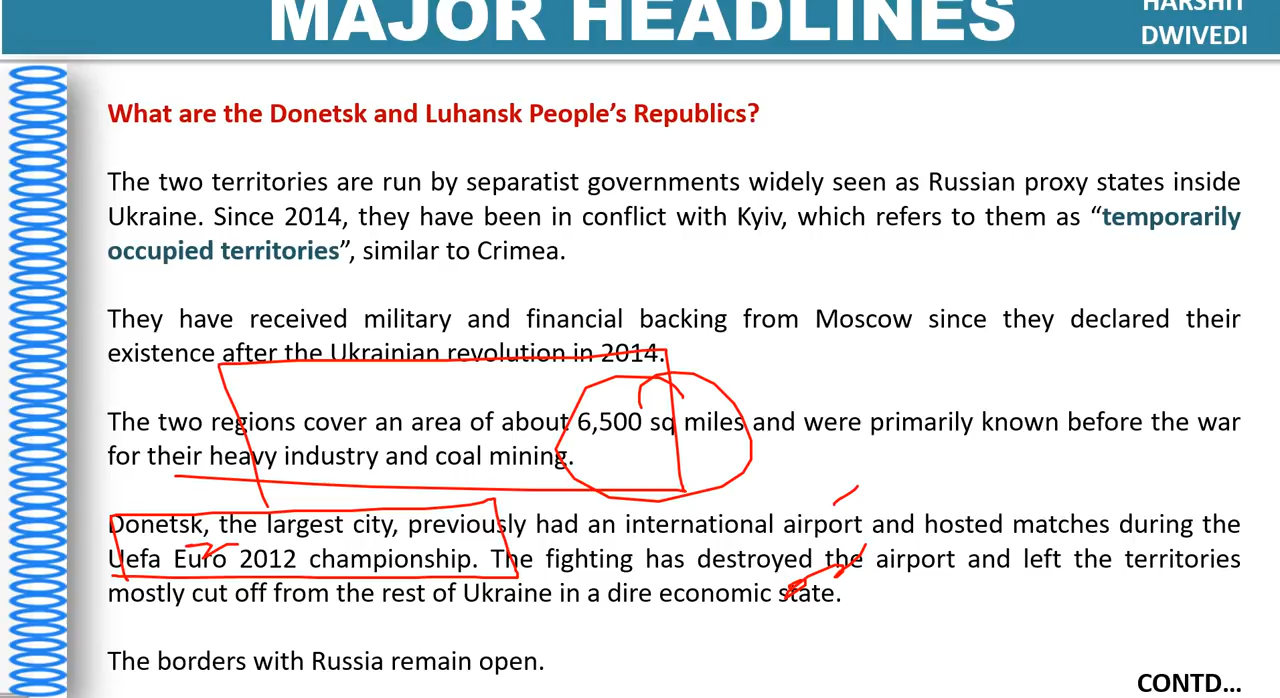 MAJOR HEADLINES
HARSHIT
DWIVEDI
What are the Donetsk and Luhansk People’s Republics?
The two territories are run by separatist governments widely seen as Russian proxy states inside
Ukraine. Since 2014, they have been in conflict with Kyiv, which refers to them as “temporarily
occupied territories”, similar to Crimea.
They have received military and financial backing from Moscow since they declared their
existence after the Ukrainian revolution in 2014.
The two regions cover an area of about 6,500 sq miles and were primarily known before the war
for their heavy industry and coal mining.
Donetsk, the largest city, previously had an international airport and hosted matches during the
Uefa Euro 2012 championship. The fighting has destroyed the airport and left the territories
mostly cut off from the rest of Ukraine in a dire economic state.
The borders with Russia remain open.
CONTD...